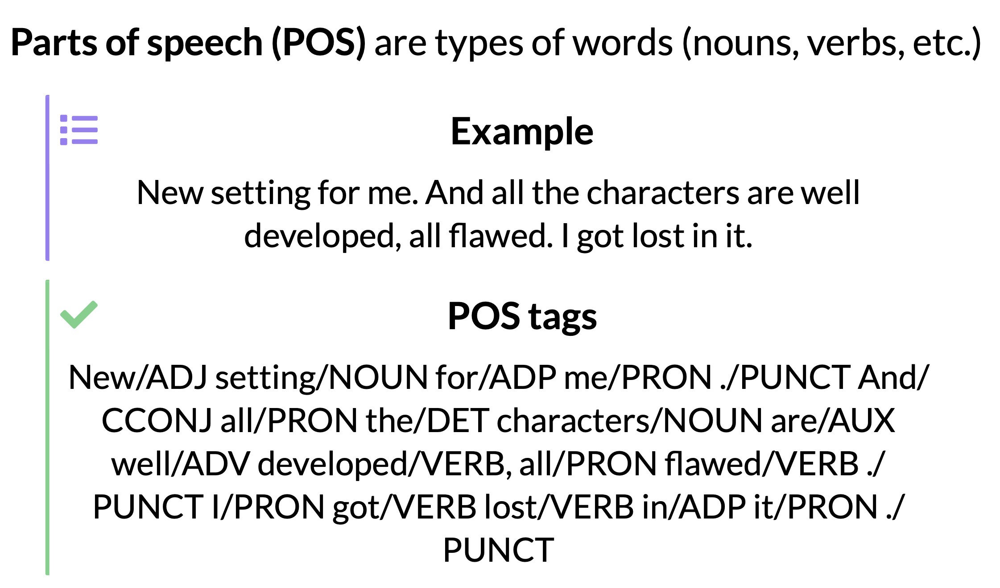 Parts of speech (POS) are types of words (nouns, verbs, etc.)
Example
New setting for me. And all the characters are well
developed, all flawed. I got lost in it.
POS tags
New/ADJ setting/NOUN for/ADP me/PRON ./PUNCT And/
CCONJ all/PRON the/DET characters/NOUN are/AUX
well/ADV developed/VERB, all/PRON flawed/VERB ./
PUNCT I/PRON got/VERB lost/VERB in/ADP it/PRON ./
PUNCT